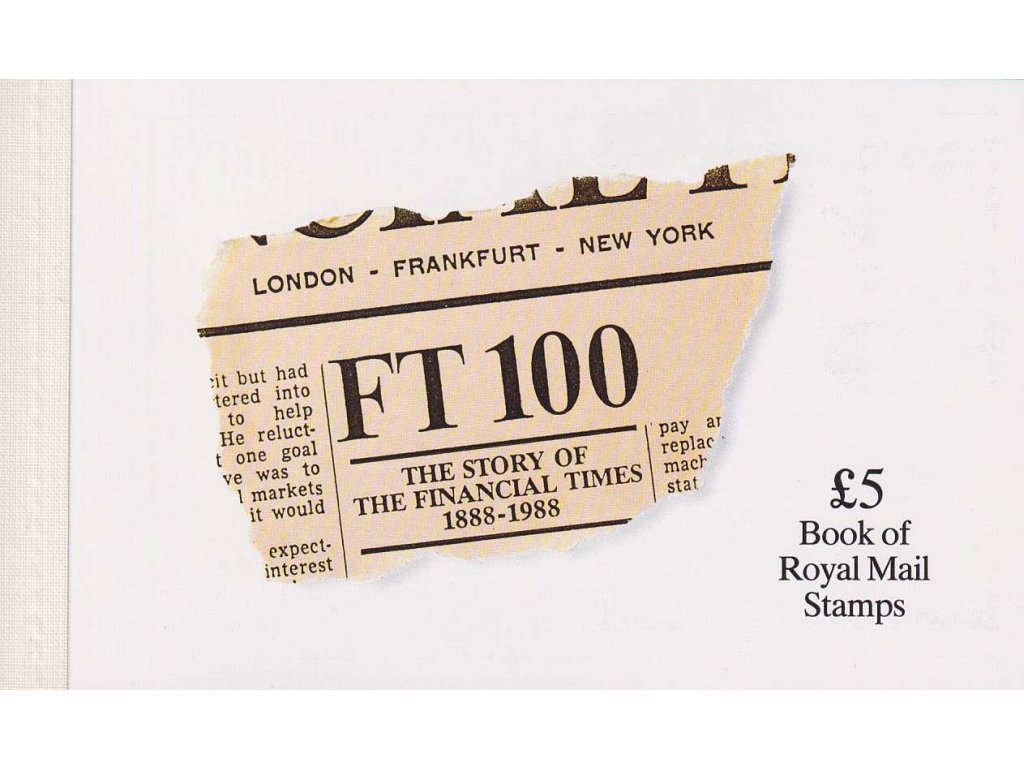 LONDON - FRANKFURT - NEW YORK
FT 100
THE STORY OF
THE FINANCIAL TIMES
1888-1988
cit but had
tered into
to help
He reluct-
t one goal
ve was to
l markets
it would
expect-
interest
pay
replac
mach
stat
£5
Book of
Royal Mail
Stamps